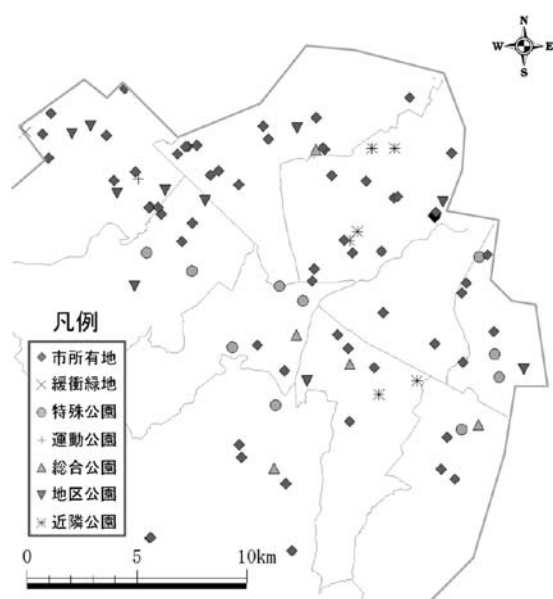 N
W E
S
凡例
市所有地
緩衝緑地
特殊公園
運動公園
総合公園
地区公園
近隣公園
0 5 10km